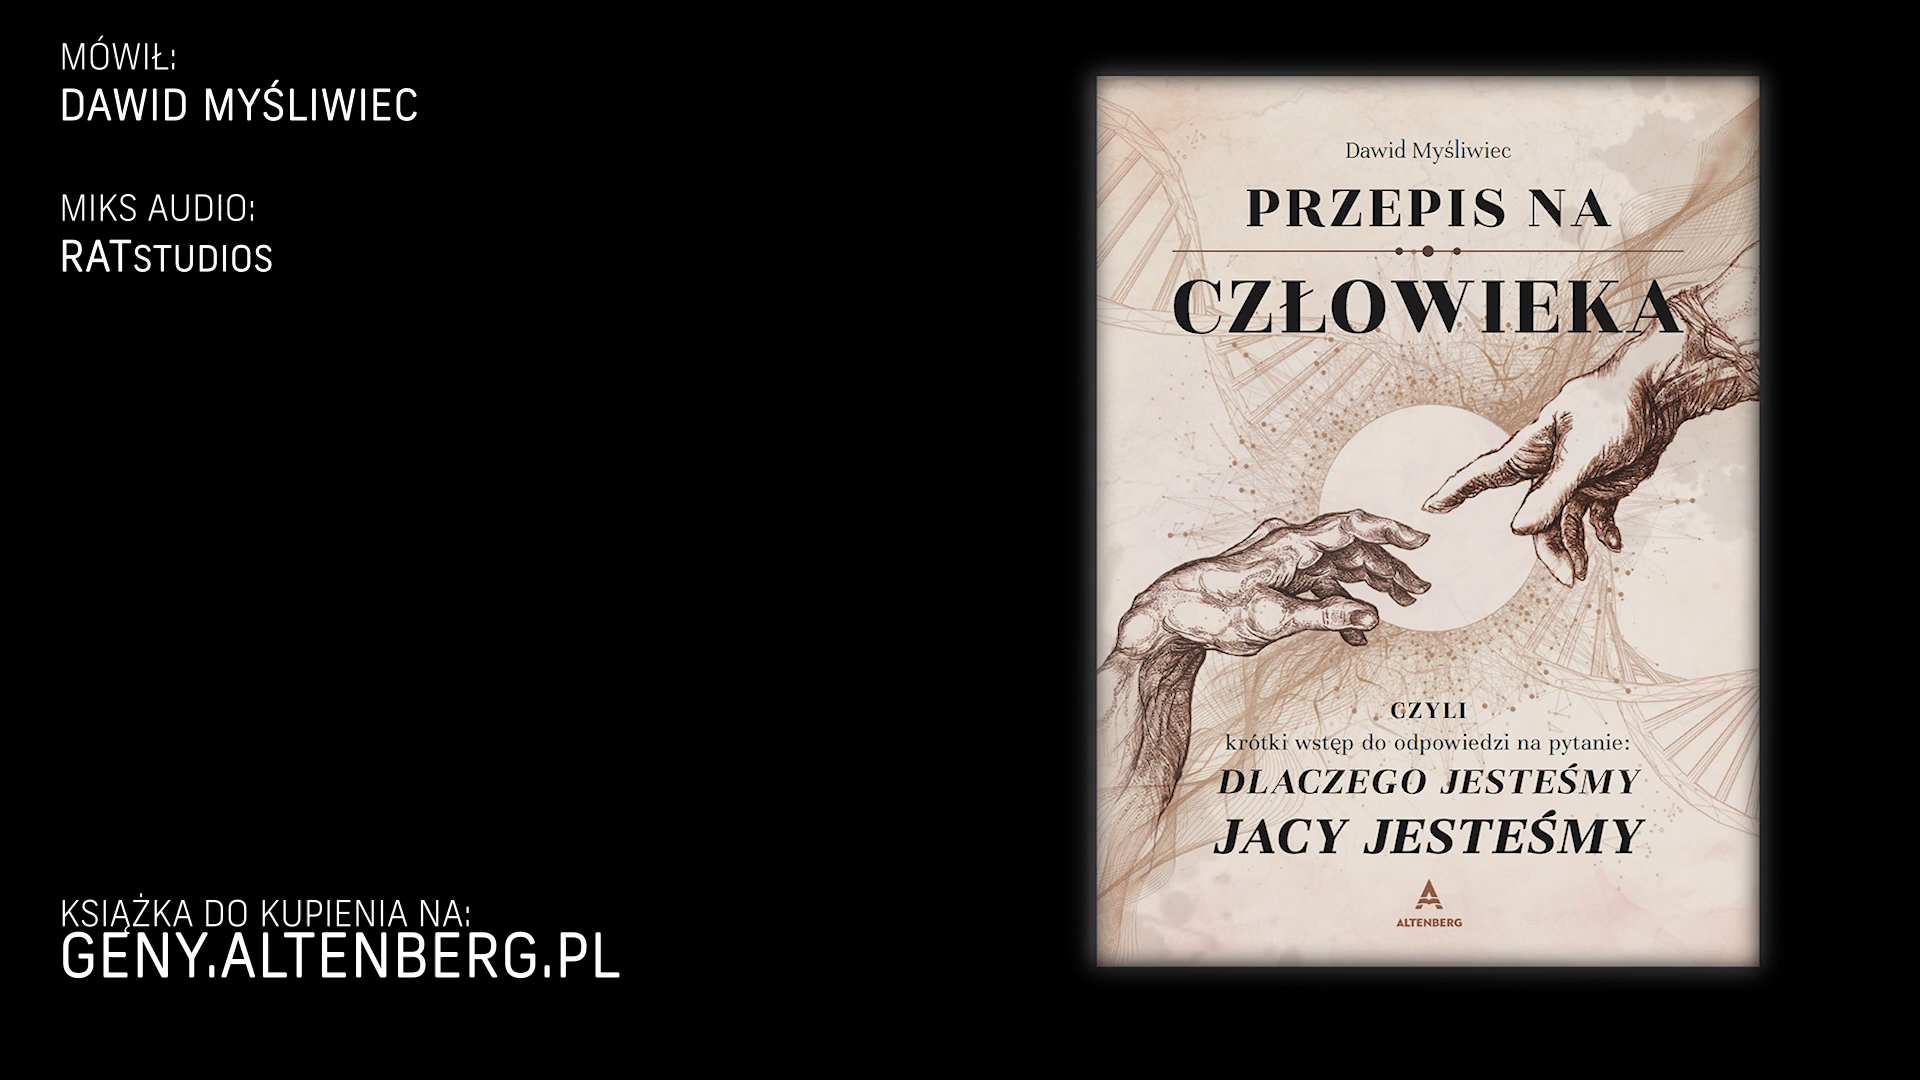 MÓWIŁ:
DAWID MYŚLIWIEC
MIKS AUDIO:
RATSTUDIOS
KSIĄŻKA DO KUPIENIA NA:
GENY.ALTENBERG.PL
Dawid Myśliwiec
PRZEPIS NA
CZŁOWIEKA
CZYLI
krótki wstęp do odpowiedzi na pytanie:
DLACZEGO JESTEŚMY
JACY JESTEŚMY
ALTENBERG